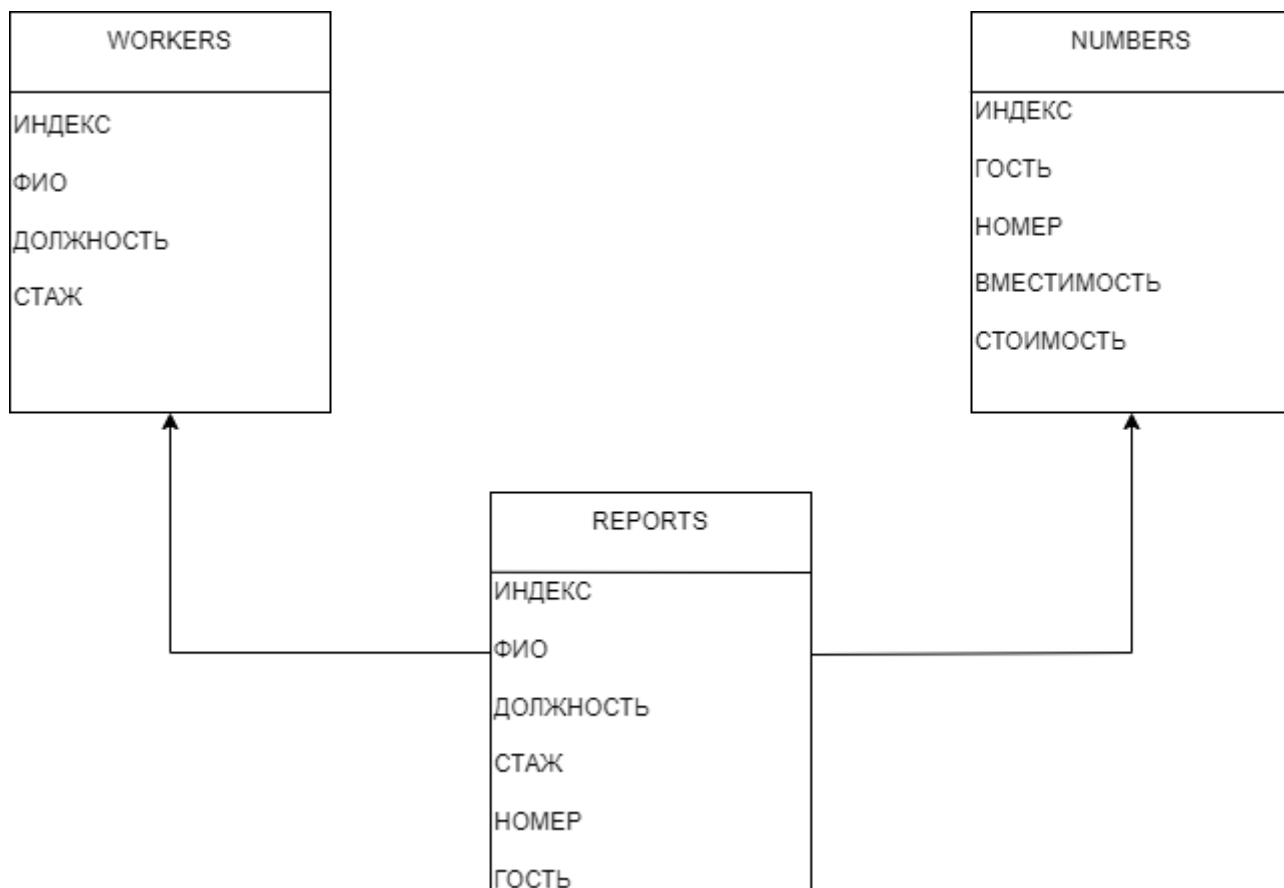 WORKERS
ИНДЕКС
ФИО
ДОЛЖНОСТЬ
СТАЖ
NUMBERS
ИНДЕКС
ГОСТЬ
НОМЕР
ВМЕСТИМОСТЬ
СТОИМОСТЬ
REPORTS
ИНДЕКС
ФИО
ДОЛЖНОСТЬ
СТАЖ
НОМЕР
ГОСТЬ